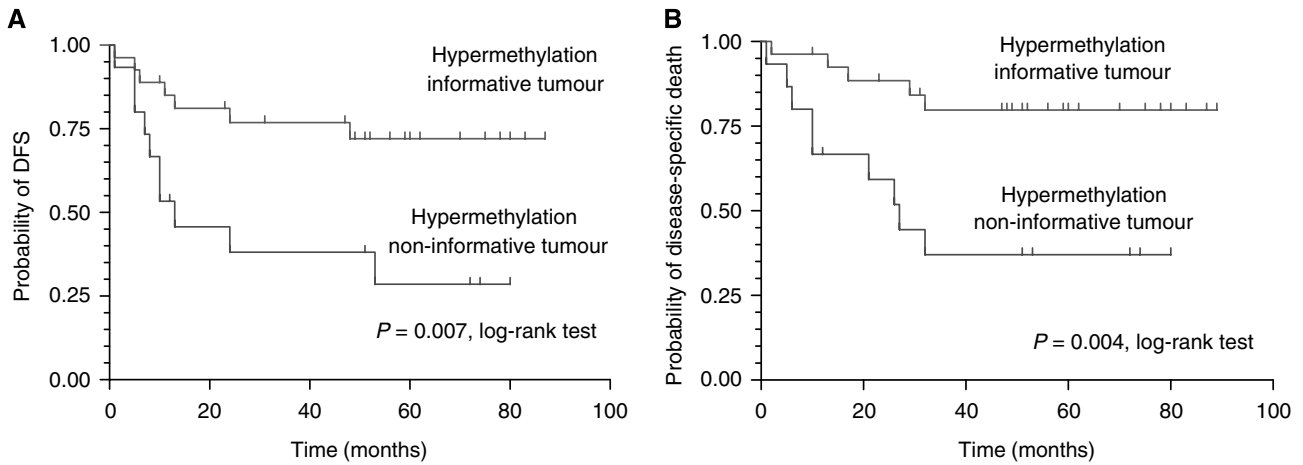 A
Probability of DFS
1.00
0.75
0.50
0.25
0.00
Hypermethylation
informative tumour
Hypermethylation
non-informative tumour
P = 0.007, log-rank test
0 20 40 60 80 100
Time (months)
B
Probability of disease-specific death
1.00
0.75
0.50
0.25
0.00
Hypermethylation
informative tumour
Hypermethylation
non-informative tumour
P = 0.004, log-rank test
0 20 40 60 80 100
Time (months)